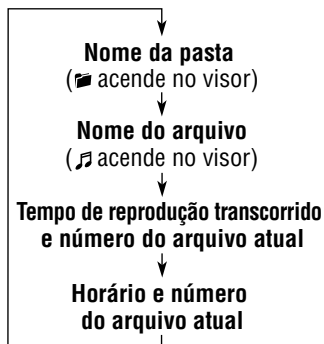 Nome da pasta
( acende no visor)
Nome do arquivo
( acende no visor)
Tempo de reprodução transcorrido
e número do arquivo atual
Horário e número
do arquivo atual